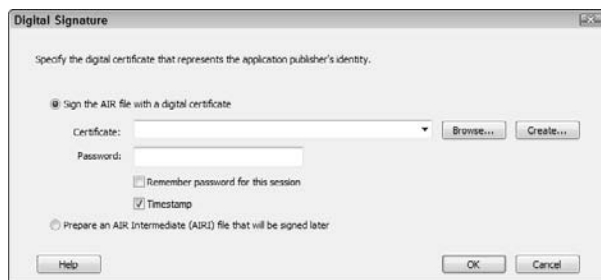 Digital Signature
Specify the digital certificate that represents the application publisher's identity.
Sign the AIR file with a digital certificate
Certificate:
Browse...
Create...
Password:
Remember password for this session
Timestamp
Prepare an AIR Intermediate (AIRI) file that will be signed later
Help
OK
Cancel